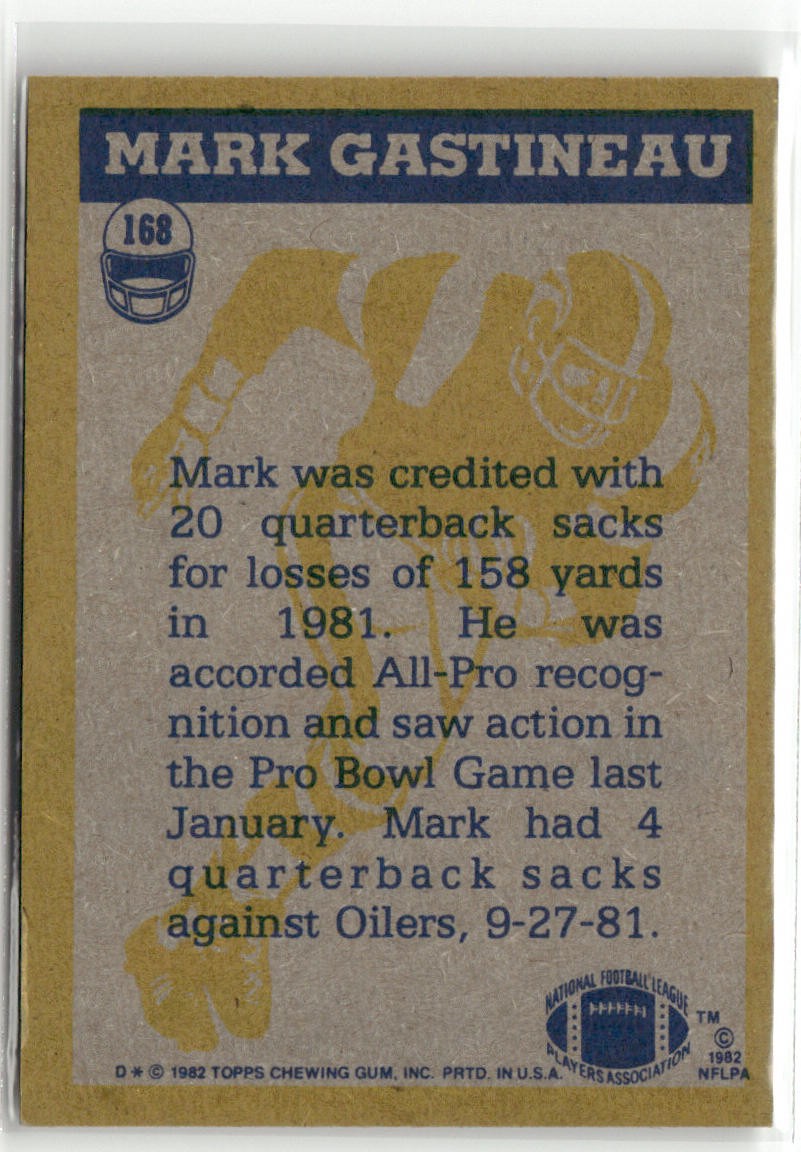 MARK GASTINEAU
168
Mark was credited with
20 quarterback sacks
for losses of 158 yards
in 1981. He was
accorded All-Pro recog-
nition and saw action in
the Pro Bowl Game last
January. Mark had 4
quarterback sacks
against Oilers, 9-27-81.
NATIONAL FOOTBALL LEAGUE
PLAYERS ASSOCIATION
TM
©
1982
NFLPA
D * © 1982 TOPPS CHEWING GUM, INC. PRTD. IN U.S.A.